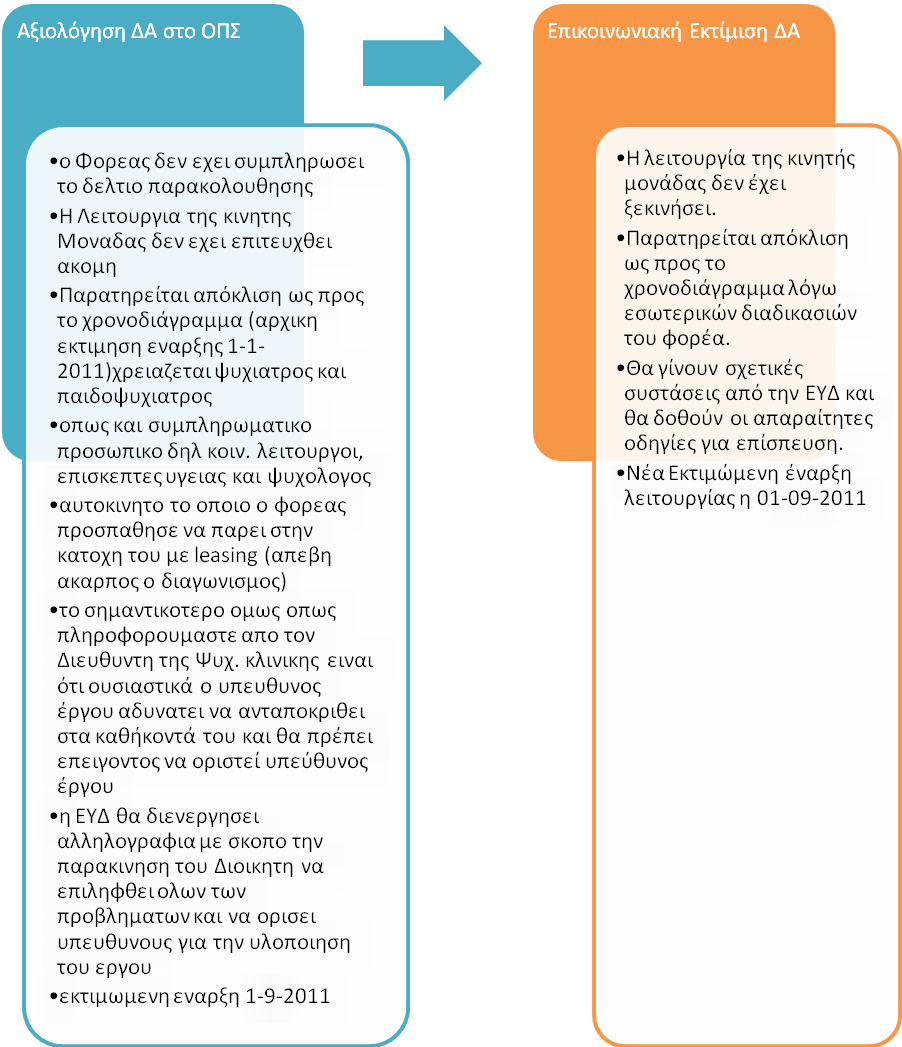 Αξιολόγηση ΔΑ στο ΟΠΣ
•ο Φορεας δεν εχει συμπληρωσει
το δελτιο παρακολουθησης
•Η Λειτουργια της κινητης
Μοναδας δεν εχει επιτευχθει
ακομη
•Παρατηρείται απόκλιση ως προς
το χρονοδιάγραμμα (αρχικη
εκτιμηση εναρξης 1-1-
2011)χρειαζεται ψυχιατρος και
παιδοψυχιατρος
•οπως και συμπληρωματικο
προσωπικο δηλ κοιν. λειτουργοι,
επισκεπτες υγειας και ψυχολογος
•αυτοκινητο το οποιο ο φορεας
προσπαθησε να παρει στην
κατοχη του με leasing (απεβη
ακαρπος ο διαγωνισμος)
•το σημαντικοτερο ομως οπως
πληροφορουμαστε απο τον
Διευθυντη της Ψυχ. κλινικης ειναι
ότι ουσιαστικά ο υπευθυνος
έργου αδυνατει να ανταποκριθει
στα καθήκοντά του και θα πρέπει
επειγοντος να οριστεί υπεύθυνος
έργου
•η ΕΥΔ θα διενεργησει
αλληλογραφια με σκοπο την
παρακινηση του Διοικητη να
επιληφθει ολων των
προβληματων και να ορισει
υπευθυνους για την υλοποιηση
του εργου
•εκτιμωμενη εναρξη 1-9-2011
Επικοινωνιακή Εκτίμιση ΔΑ
•Η λειτουργία της κινητής
μονάδας δεν έχει
ξεκινήσει.
•Παρατηρείται απόκλιση
ως προς το
χρονοδιάγραμμα λόγω
εσωτερικών διαδικασιών
του φορέα.
•Θα γίνουν σχετικές
συστάσεις από την ΕΥΔ και
θα δοθούν οι απαραίτητες
οδηγίες για επίσπευση.
•Νέα Εκτιμώμενη έναρξη
λειτουργίας η 01-09-2011